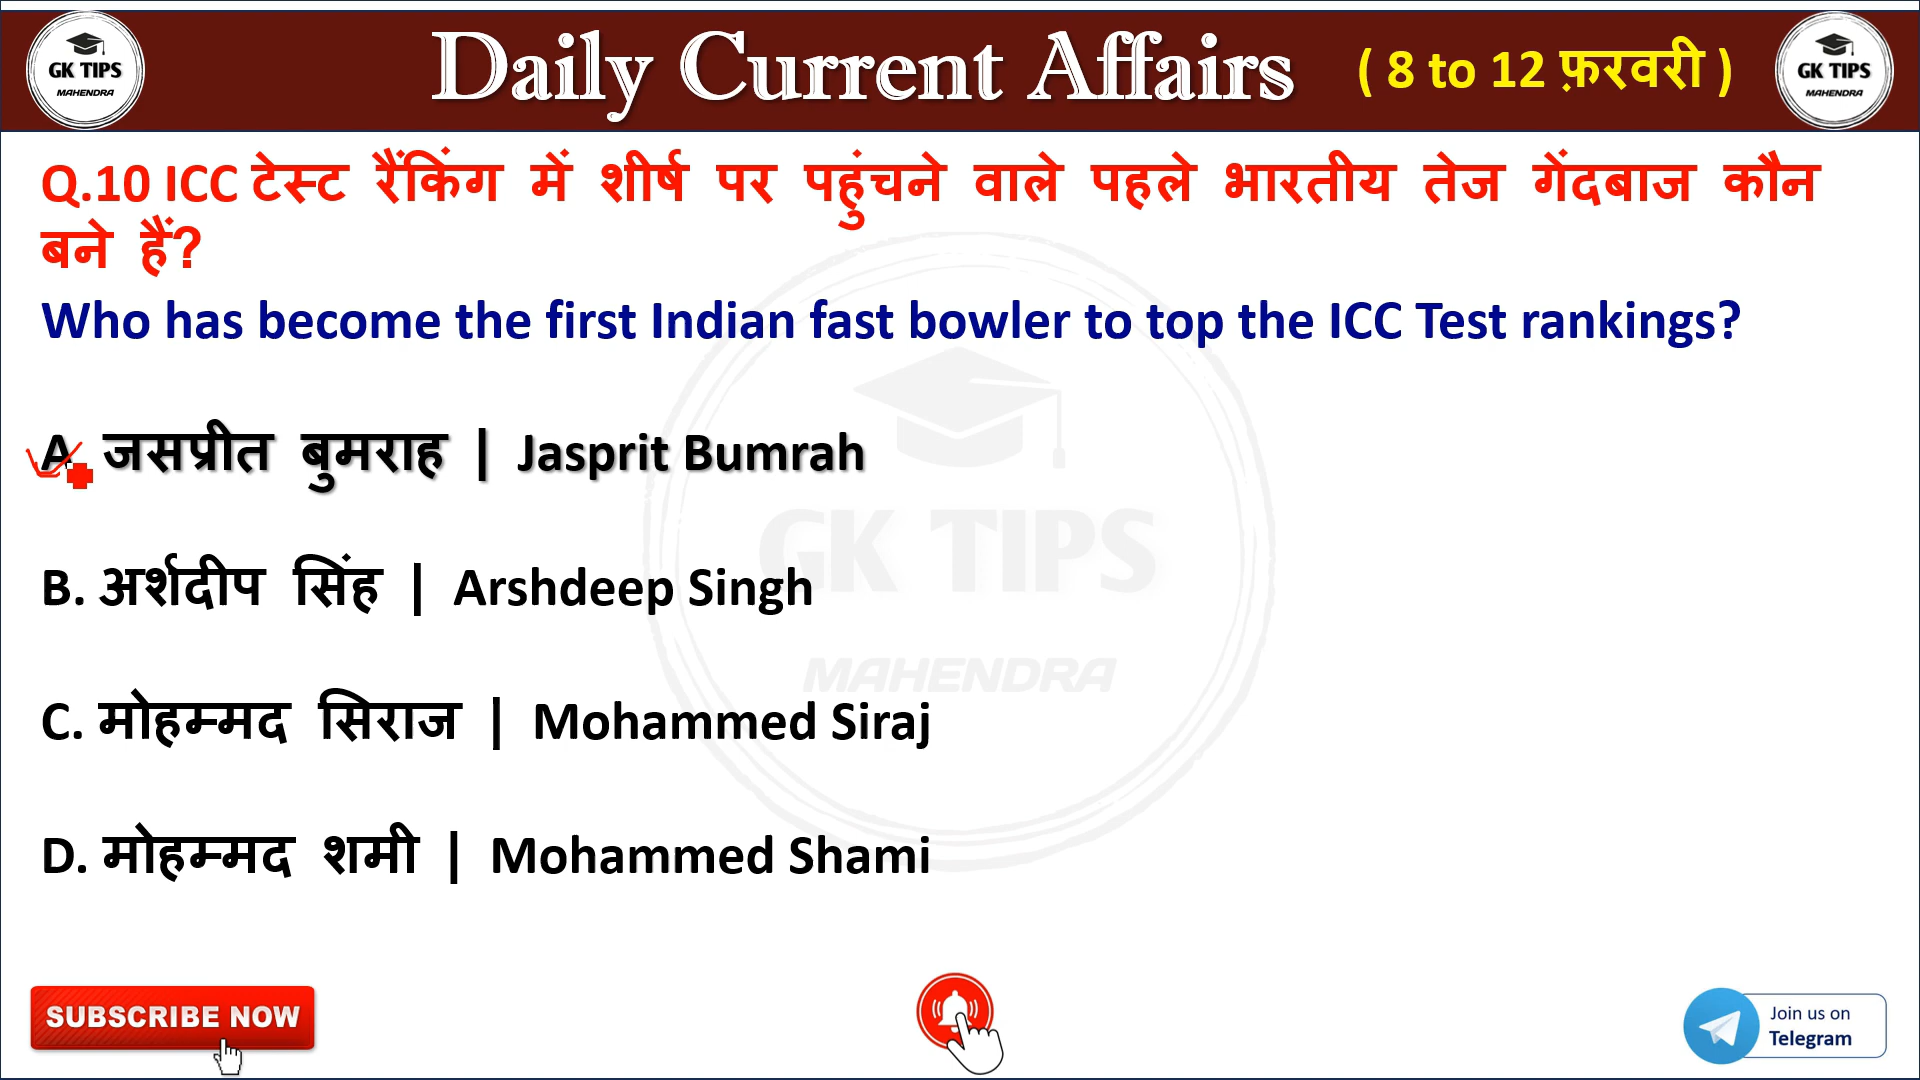 GK TIPS
MAHENDRA
Daily Current Affairs
( 8 to 12 फ़रवरी )
GK TIPS
MAHENDRA
Q.10 ICC टेस्ट रैंकिंग में शीर्ष पर पहुंचने वाले पहले भारतीय तेज गेंदबाज कौन
बने हैं?
Who has become the first Indian fast bowler to top the ICC Test rankings?
A. जसप्रीत बुमराह | Jasprit Bumrah
B. अर्शदीप सिंह | Arshdeep Singh
C. मोहम्मद सिराज | Mohammed Siraj
D. मोहम्मद शमी | Mohammed Shami
GK TIPS
MAHENDRA
SUBSCRIBE NOW
Join us on
Telegram